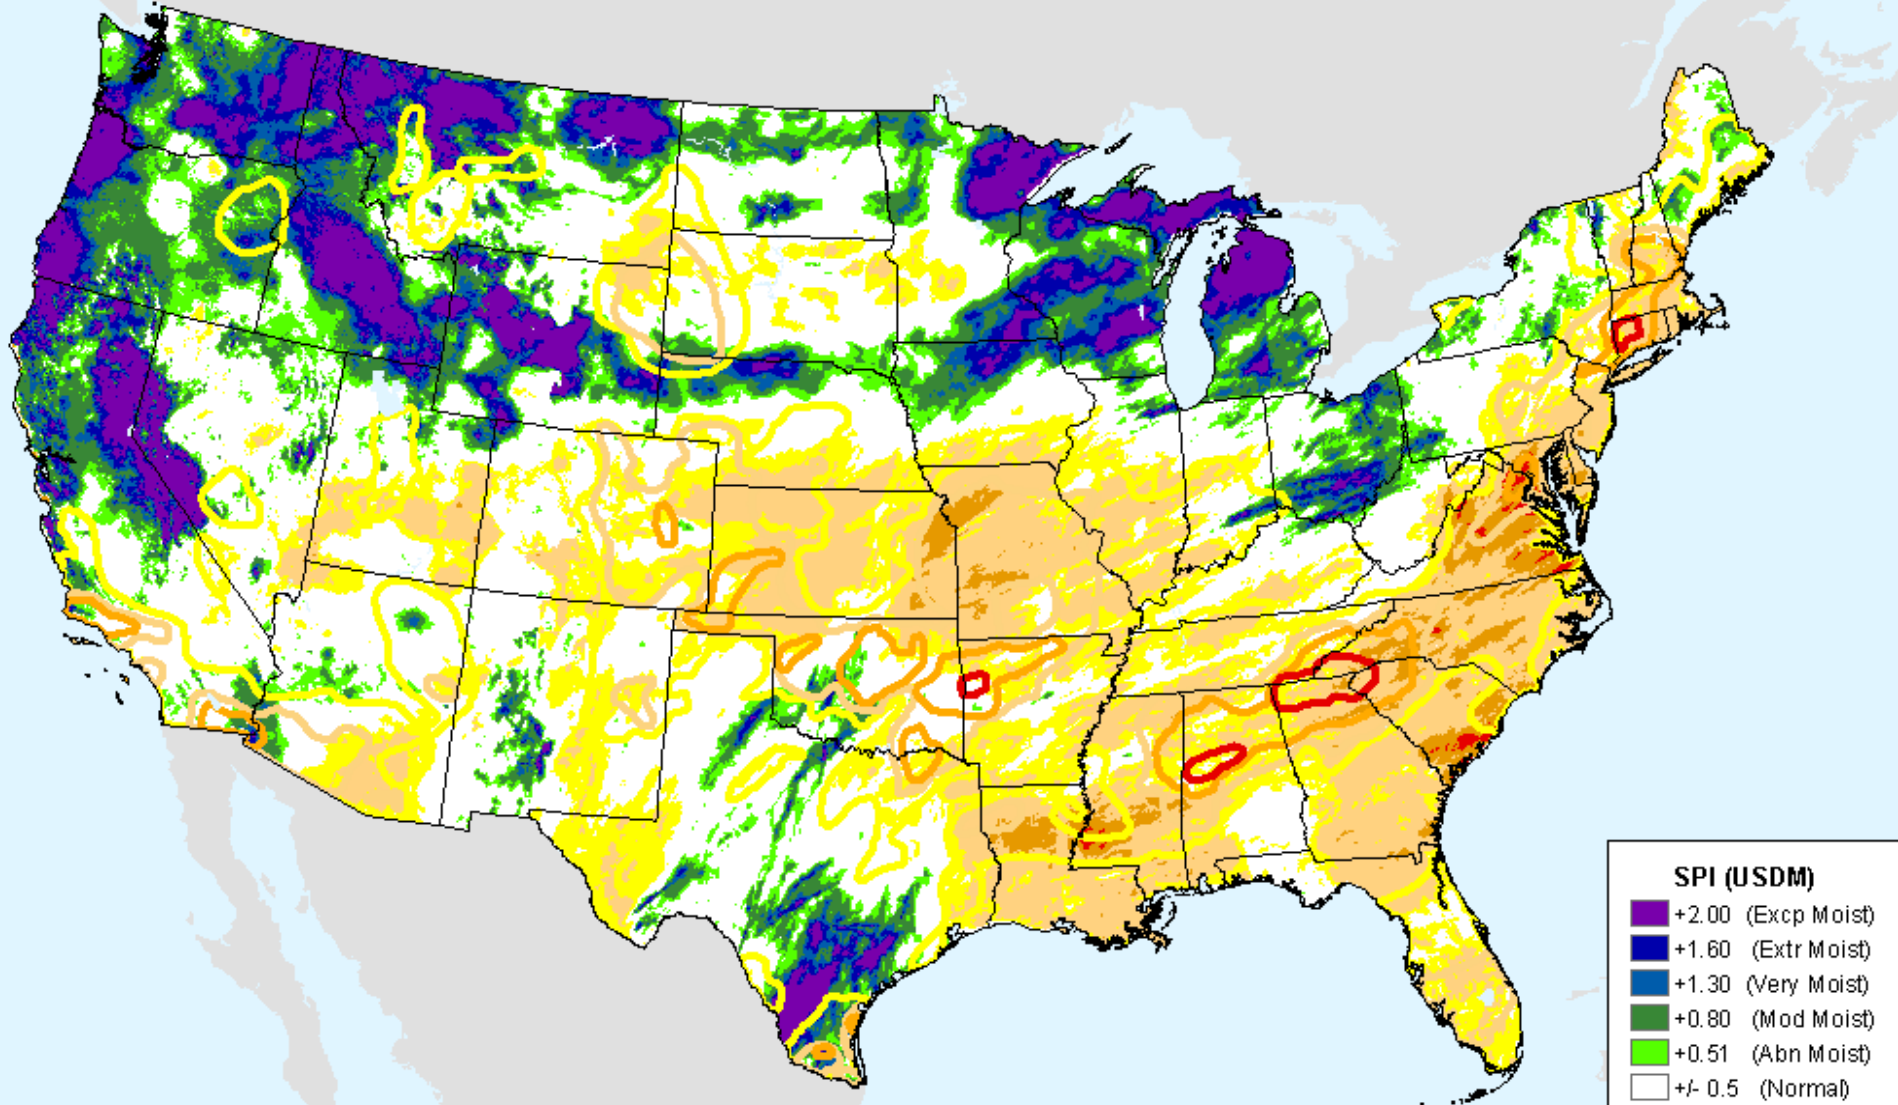 SPI (USDM)
+2.00 (Excp Moist)
+1.60 (Extr Moist)
+1.30 (Very Moist)
+0.80 (Mod Moist)
+0.51 (Abn Moist)
+/- 0.5 (Normal)